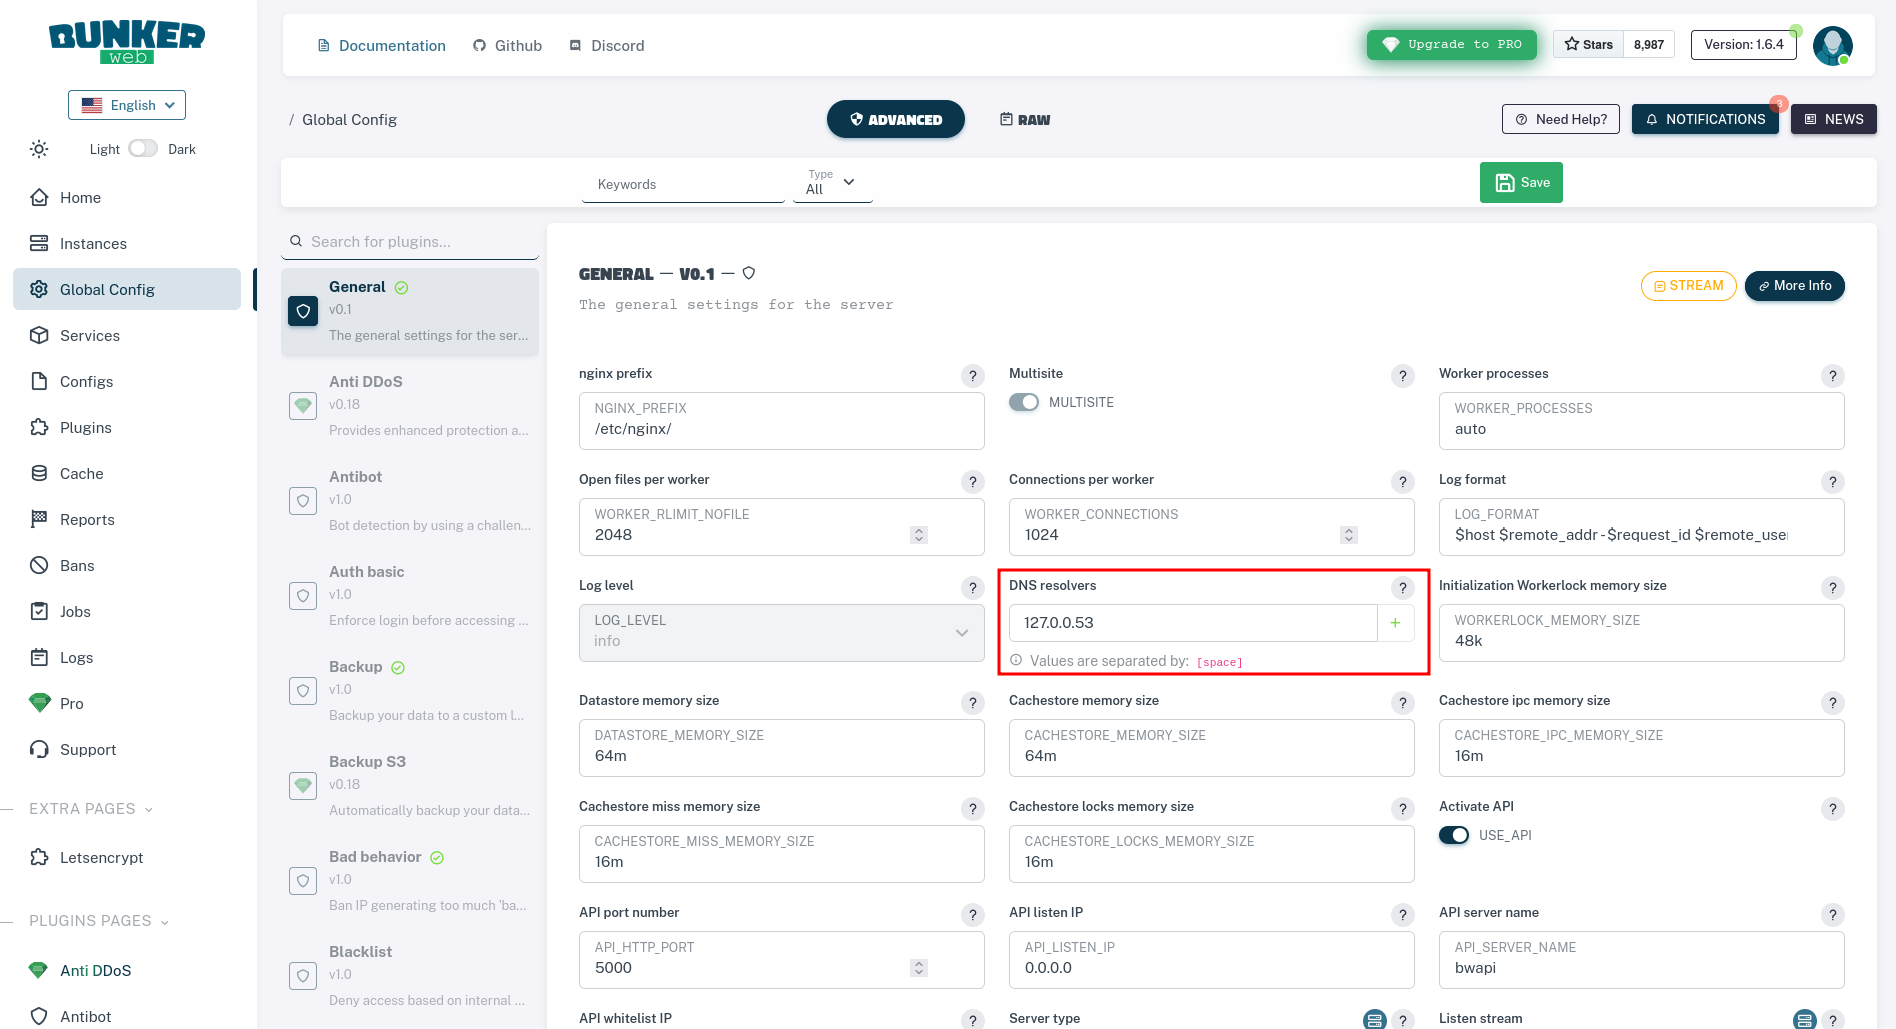 BUNKER
web
English
Light Dark
Home
Instances
Global Config
Services
Configs
Plugins
Cache
Reports
Bans
Jobs
Logs
Pro
Support
EXTRA PAGES
Letsencrypt
PLUGINS PAGES
Anti DDoS
Antibot
Documentation Github Discord
Upgrade to PRO
Stars 8,987
Version: 1.6.4
/ Global Config
ADVANCED RAW
Need Help?
NOTIFICATIONS
3
NEWS
Keywords
Type
All
Save
Search for plugins...
General
v0.1
The general settings for the ser...
Anti DDoS
v0.18
Provides enhanced protection a...
Antibot
v1.0
Bot detection by using a challen...
Auth basic
v1.0
Enforce login before accessing ...
Backup
v1.0
Backup your data to a custom l...
Backup S3
v0.18
Automatically backup your data...
Bad behavior
v1.0
Ban IP generating too much 'ba...
Blacklist
v1.0
Deny access based on internal ...
GENERAL — V0.1 —
The general settings for the server
STREAM
More Info
nginx prefix ?
NGINX_PREFIX
/etc/nginx/
Multisite ?
MULTISITE
Worker processes ?
WORKER_PROCESSES
auto
Open files per worker ?
WORKER_RLIMIT_NOFILE
2048
Connections per worker ?
WORKER_CONNECTIONS
1024
Log format ?
LOG_FORMAT
$host $remote_addr - $request_id $remote_use
Log level ?
LOG_LEVEL
info
DNS resolvers ?
127.0.0.53 +
Values are separated by: [space]
Initialization Workerlock memory size ?
WORKERLOCK_MEMORY_SIZE
48k
Datastore memory size ?
DATASTORE_MEMORY_SIZE
64m
Cachestore memory size ?
CACHESTORE_MEMORY_SIZE
64m
Cachestore ipc memory size ?
CACHESTORE_IPC_MEMORY_SIZE
16m
Cachestore miss memory size ?
CACHESTORE_MISS_MEMORY_SIZE
16m
Cachestore locks memory size ?
CACHESTORE_LOCKS_MEMORY_SIZE
16m
Activate API ?
USE_API
API port number ?
API_HTTP_PORT
5000
API listen IP ?
API_LISTEN_IP
0.0.0.0
API server name ?
API_SERVER_NAME
bwapi
API whitelist IP ?
Server type ?
Listen stream ?